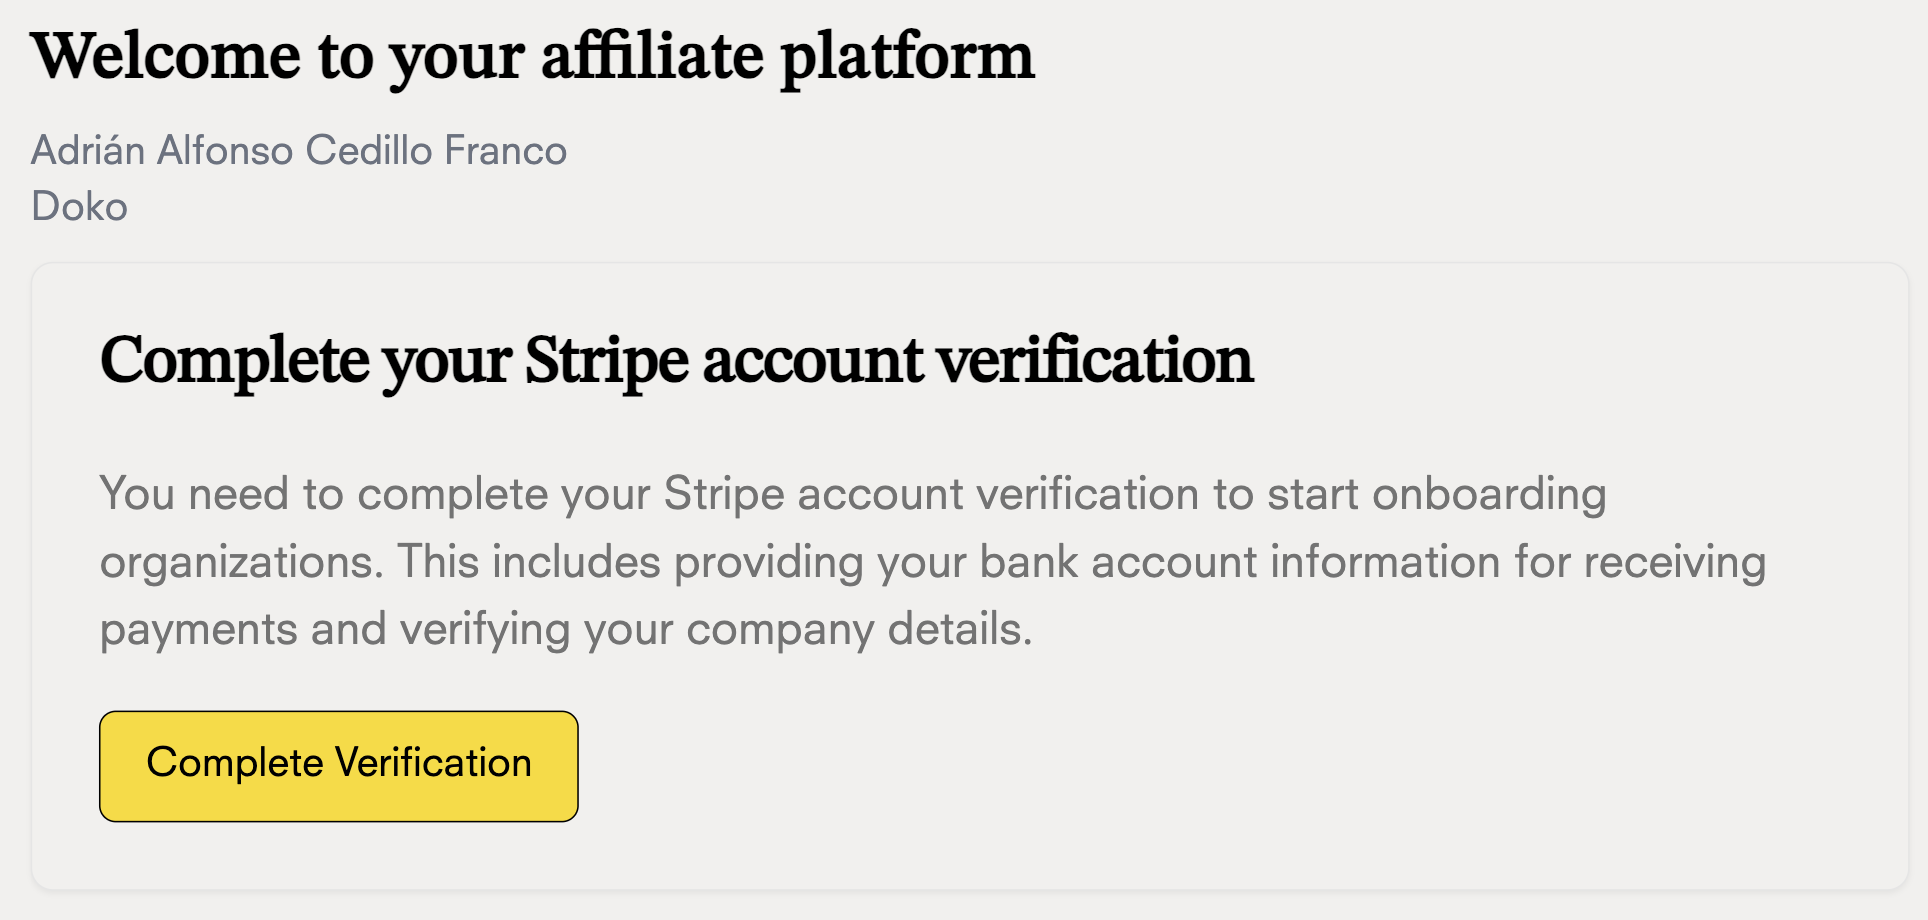 Welcome to your affiliate platform
Adrián Alfonso Cedillo Franco
Doko
Complete your Stripe account verification
You need to complete your Stripe account verification to start onboarding
organizations. This includes providing your bank account information for receiving
payments and verifying your company details.
Complete Verification